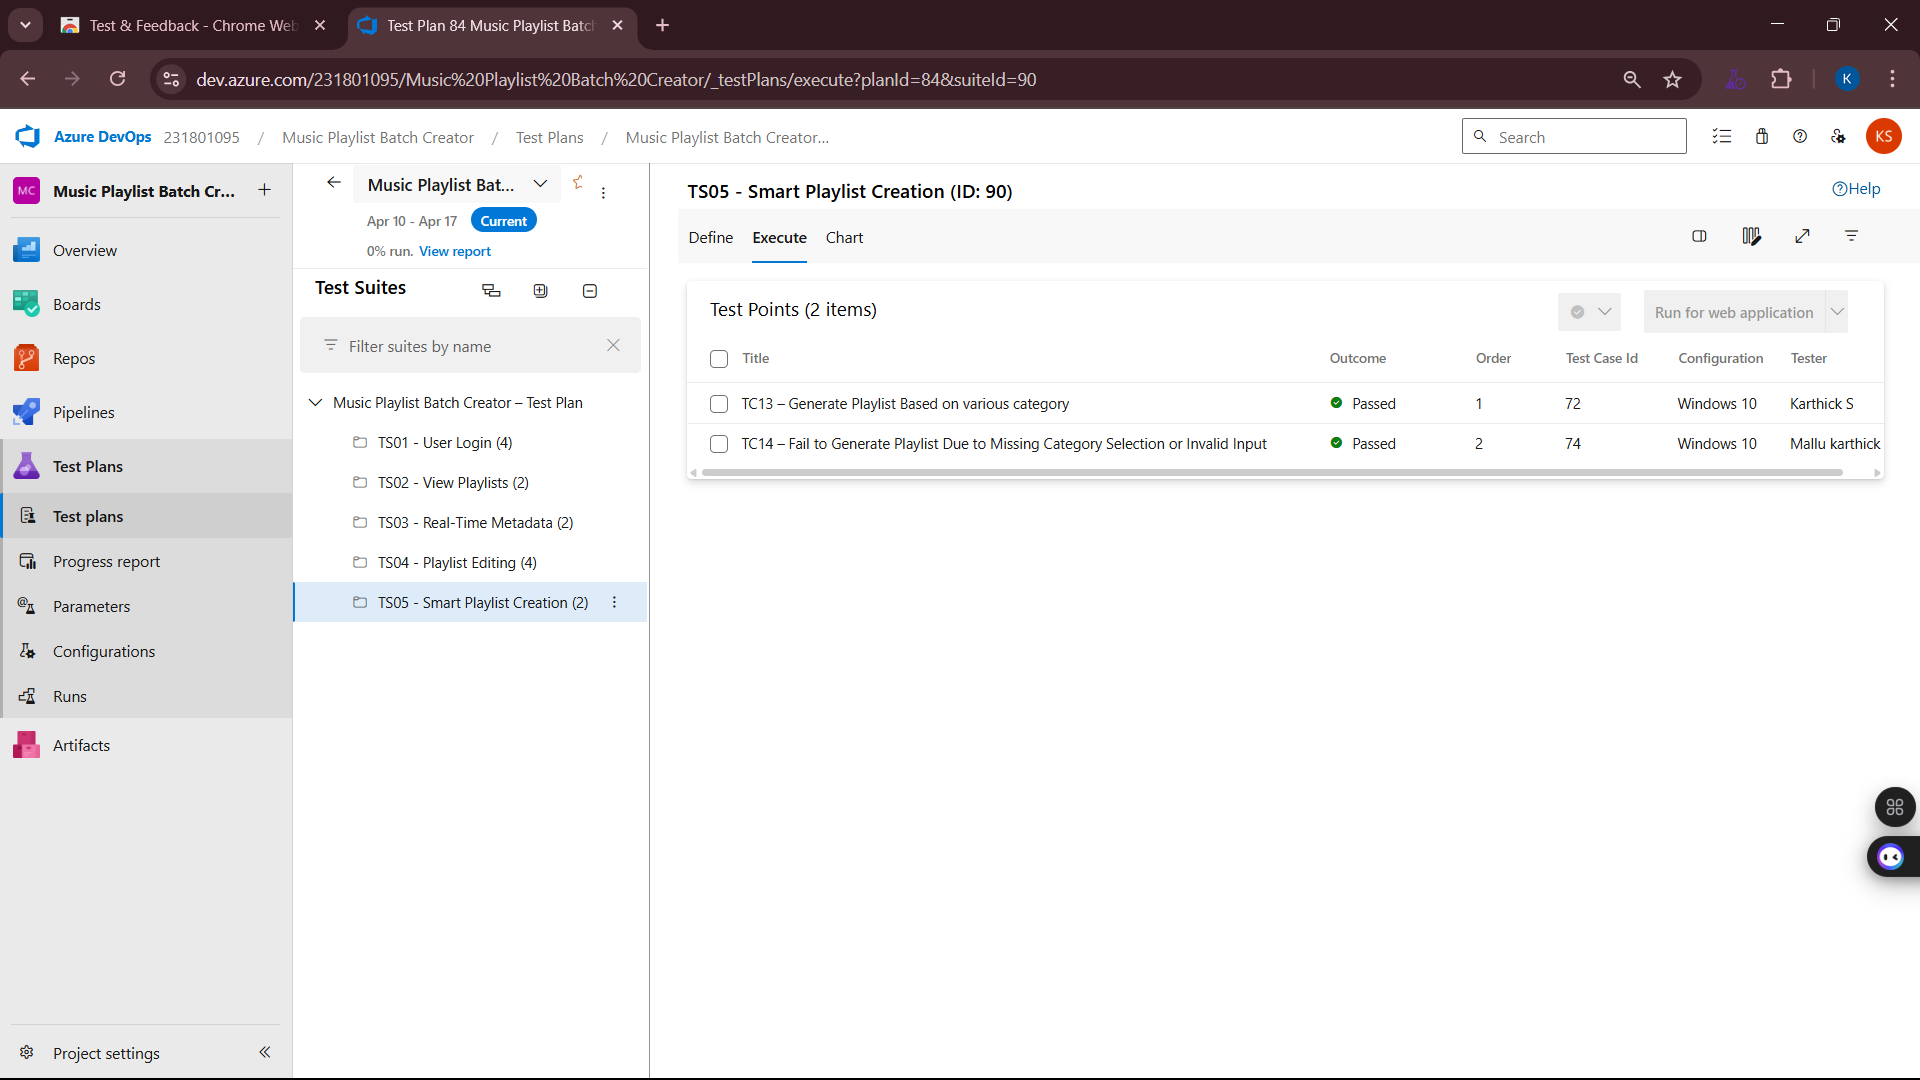 Test & Feedback - Chrome Web
Test Plan 84 Music Playlist Batch
dev.azure.com/231801095/Music%20Playlist%20Batch%20Creator/_testPlans/execute?planId=84&suiteId=90
K
Azure DevOps 231801095 / Music Playlist Batch Creator / Test Plans / Music Playlist Batch Creator...
Search
KS
MC Music Playlist Batch Cr...
Overview
Boards
Repos
Pipelines
Test Plans
Test plans
Progress report
Parameters
Configurations
Runs
Artifacts
Project settings
Music Playlist Bat...
Apr 10 - Apr 17 Current
0% run. View report
Test Suites
Filter suites by name
Music Playlist Batch Creator – Test Plan
TS01 - User Login (4)
TS02 - View Playlists (2)
TS03 - Real-Time Metadata (2)
TS04 - Playlist Editing (4)
TS05 - Smart Playlist Creation (2)
TS05 - Smart Playlist Creation (ID: 90)
Help
Define Execute Chart
Test Points (2 items)
Run for web application
Title Outcome Order Test Case Id Configuration Tester
TC13 – Generate Playlist Based on various category Passed 1 72 Windows 10 Karthick S
TC14 – Fail to Generate Playlist Due to Missing Category Selection or Invalid Input Passed 2 74 Windows 10 Mallu karthick